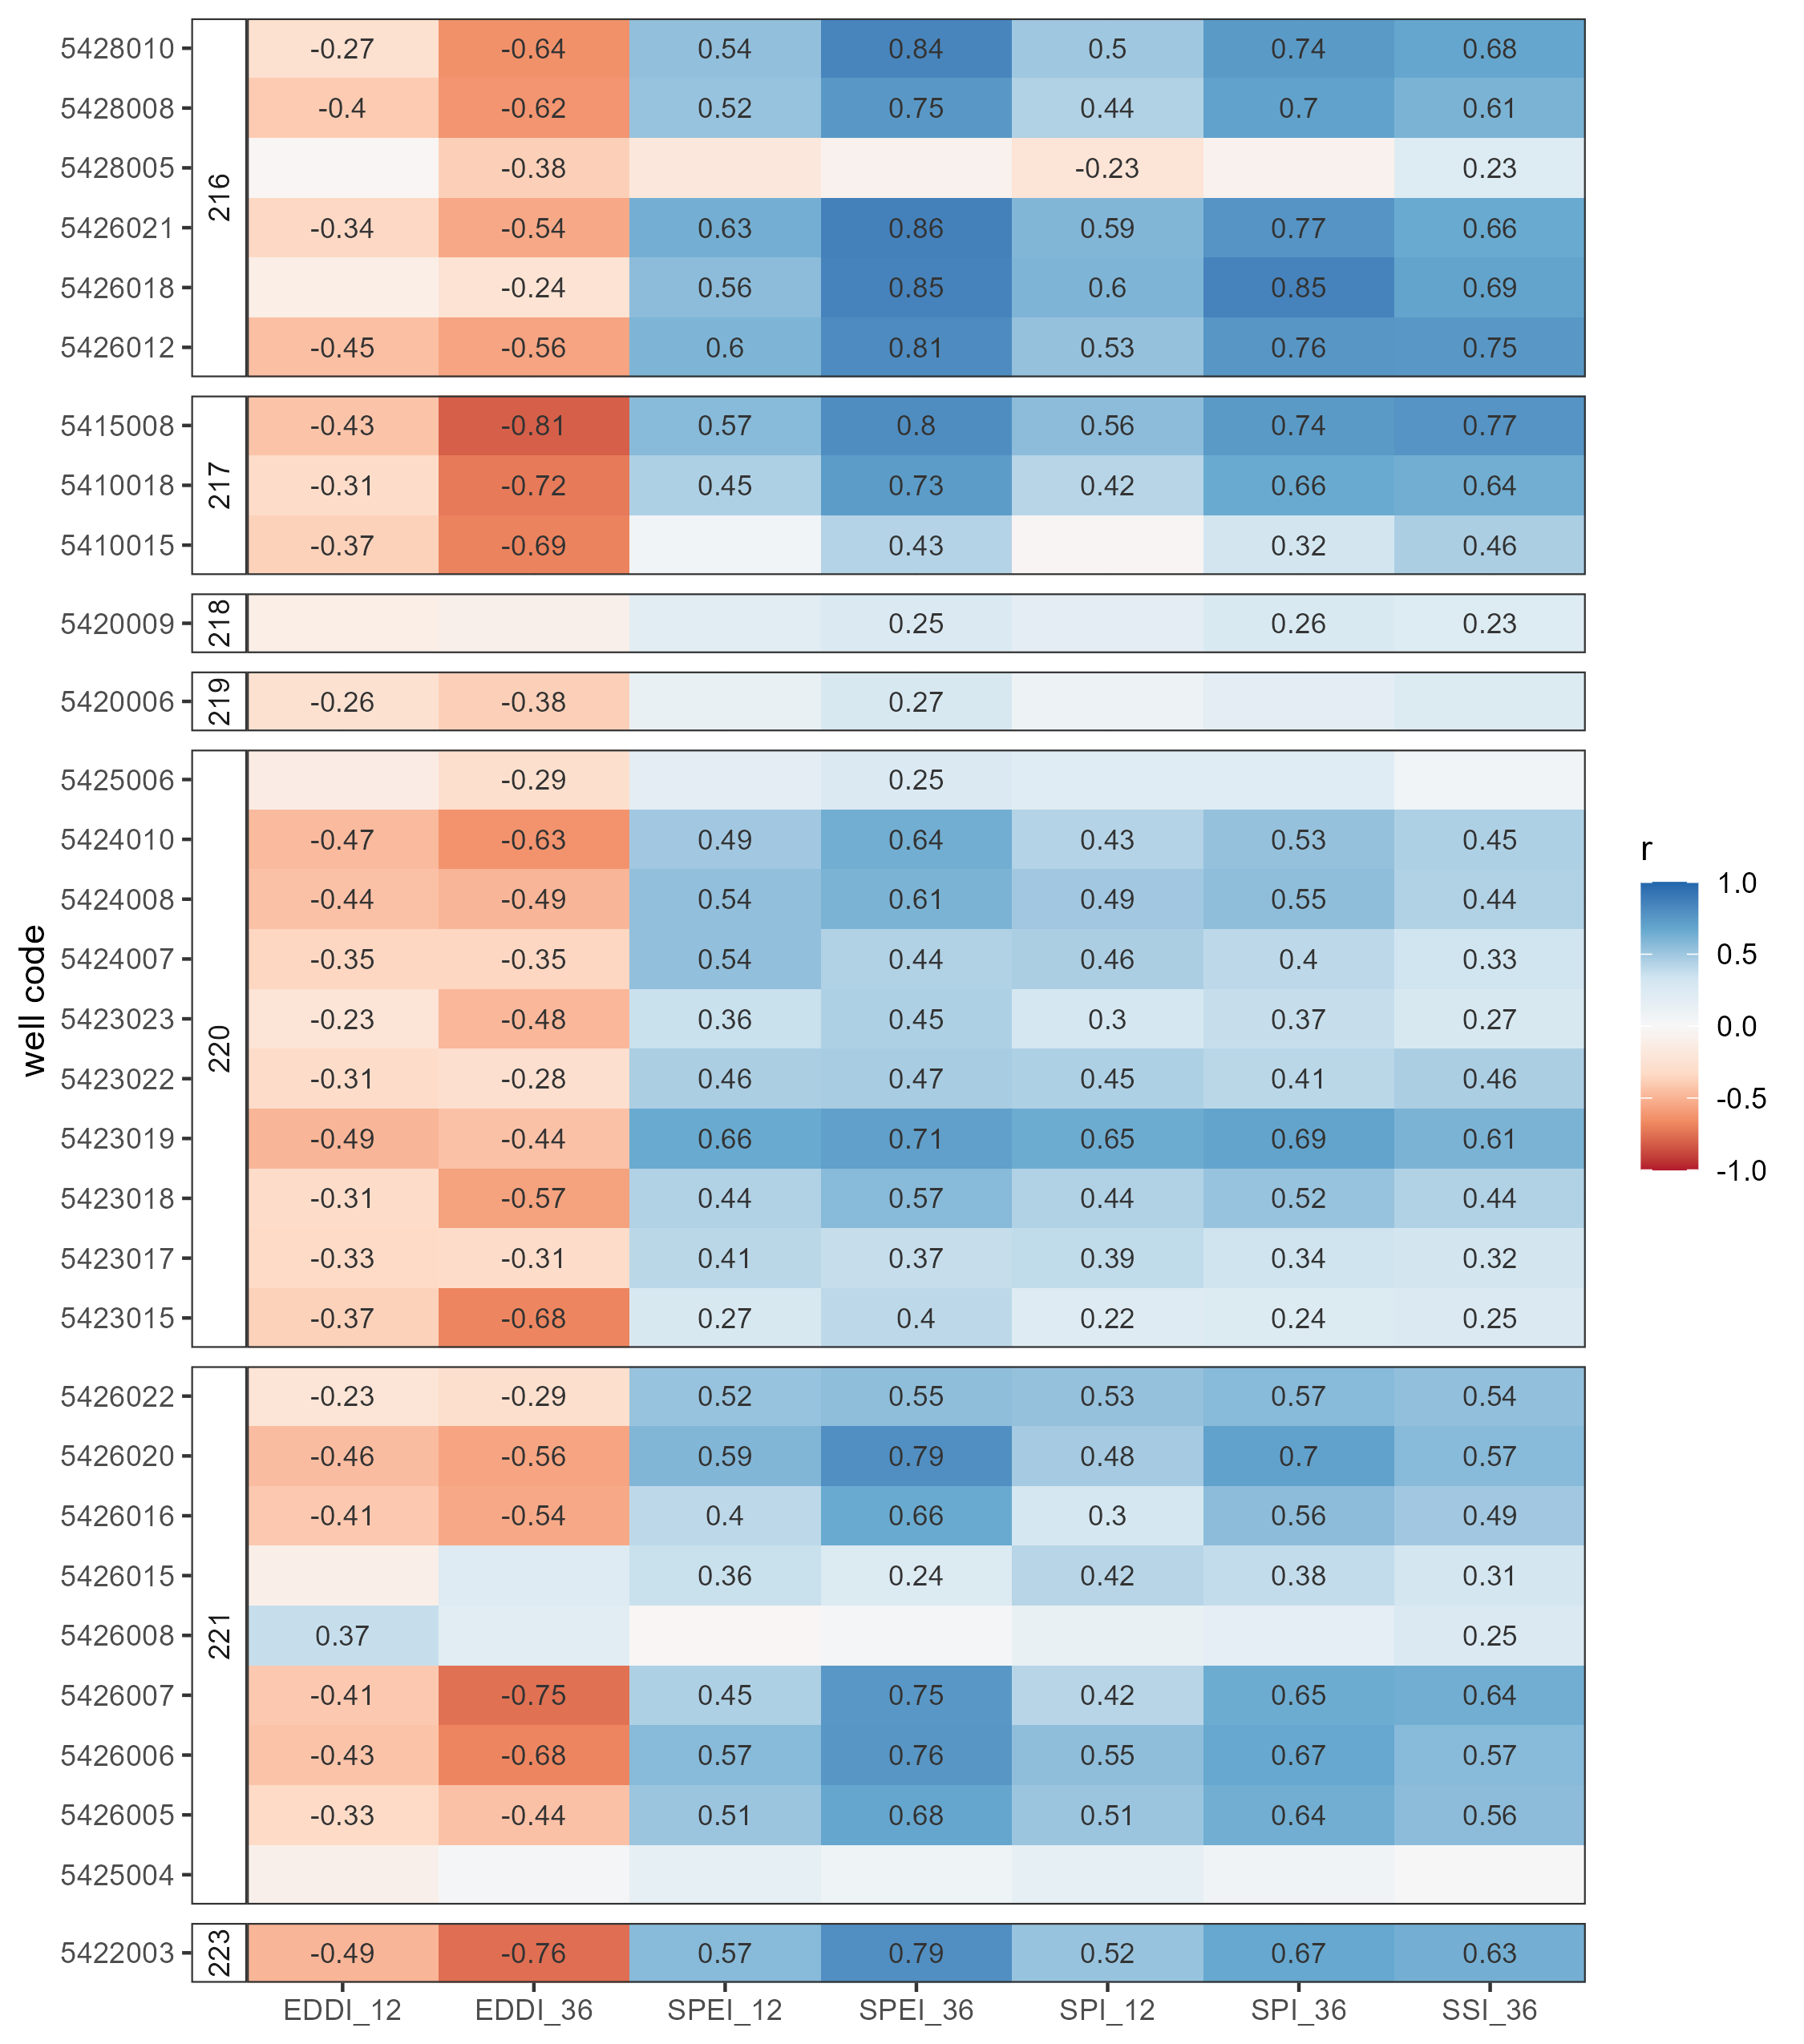 5428010 -0.27 -0.64 0.54 0.84 0.5 0.74 0.68
5428008 -0.4 -0.62 0.52 0.75 0.44 0.7 0.61
5428005 -0.38 -0.23 0.23
216
5426021 -0.34 -0.54 0.63 0.86 0.59 0.77 0.66
5426018 -0.24 0.56 0.85 0.6 0.85 0.69
5426012 -0.45 -0.56 0.6 0.81 0.53 0.76 0.75
5415008 -0.43 -0.81 0.57 0.8 0.56 0.74 0.77
5410018 217 -0.31 -0.72 0.45 0.73 0.42 0.66 0.64
5410015 -0.37 -0.69 0.43 0.32 0.46
5420009 218 0.25 0.26 0.23
5420006 219 -0.26 -0.38 0.27
5425006 -0.29 0.25
5424010 -0.47 -0.63 0.49 0.64 0.43 0.53 0.45
5424008 -0.44 -0.49 0.54 0.61 0.49 0.55 0.44
5424007 -0.35 -0.35 0.54 0.44 0.46 0.4 0.33
5423023 -0.23 -0.48 0.36 0.45 0.3 0.37 0.27
220
5423022 -0.31 -0.28 0.46 0.47 0.45 0.41 0.46
5423019 -0.49 -0.44 0.66 0.71 0.65 0.69 0.61
5423018 -0.31 -0.57 0.44 0.57 0.44 0.52 0.44
5423017 -0.33 -0.31 0.41 0.37 0.39 0.34 0.32
5423015 -0.37 -0.68 0.27 0.4 0.22 0.24 0.25
5426022 -0.23 -0.29 0.52 0.55 0.53 0.57 0.54
5426020 -0.46 -0.56 0.59 0.79 0.48 0.7 0.57
5426016 -0.41 -0.54 0.4 0.66 0.3 0.56 0.49
5426015 0.36 0.24 0.42 0.38 0.31
5426008 221 0.37 0.25
5426007 -0.41 -0.75 0.45 0.75 0.42 0.65 0.64
5426006 -0.43 -0.68 0.57 0.76 0.55 0.67 0.57
5426005 -0.33 -0.44 0.51 0.68 0.51 0.64 0.56
5425004
5422003 223 -0.49 -0.76 0.57 0.79 0.52 0.67 0.63
EDDI_12 EDDI_36 SPEI_12 SPEI_36 SPI_12 SPI_36 SSI_36
well code
r
1.0
0.5
0.0
-0.5
-1.0